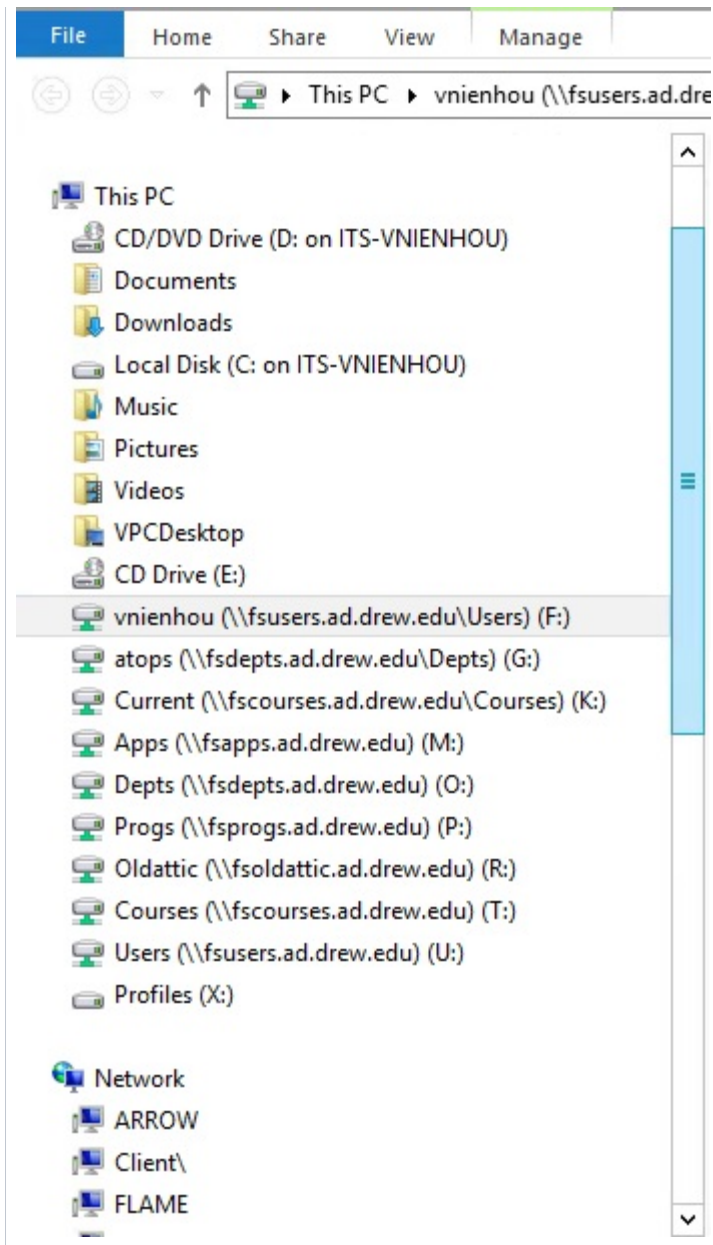 File Home Share View Manage
This PC vnienhou (\\fsusers.ad.dre
This PC
CD/DVD Drive (D: on ITS-VNIENHOU)
Documents
Downloads
Local Disk (C: on ITS-VNIENHOU)
Music
Pictures
Videos
VPCDesktop
CD Drive (E:)
vnienhou (\\fsusers.ad.drew.edu\Users) (F:)
atops (\\fsdepts.ad.drew.edu\Depts) (G:)
Current (\\fscourses.ad.drew.edu\Courses) (K:)
Apps (\\fsapps.ad.drew.edu) (M:)
Depts (\\fsdepts.ad.drew.edu) (O:)
Progs (\\fsprogs.ad.drew.edu) (P:)
Oldattic (\\fsoldattic.ad.drew.edu) (R:)
Courses (\\fscourses.ad.drew.edu) (T:)
Users (\\fsusers.ad.drew.edu) (U:)
Profiles (X:)
Network
ARROW
Client\
FLAME